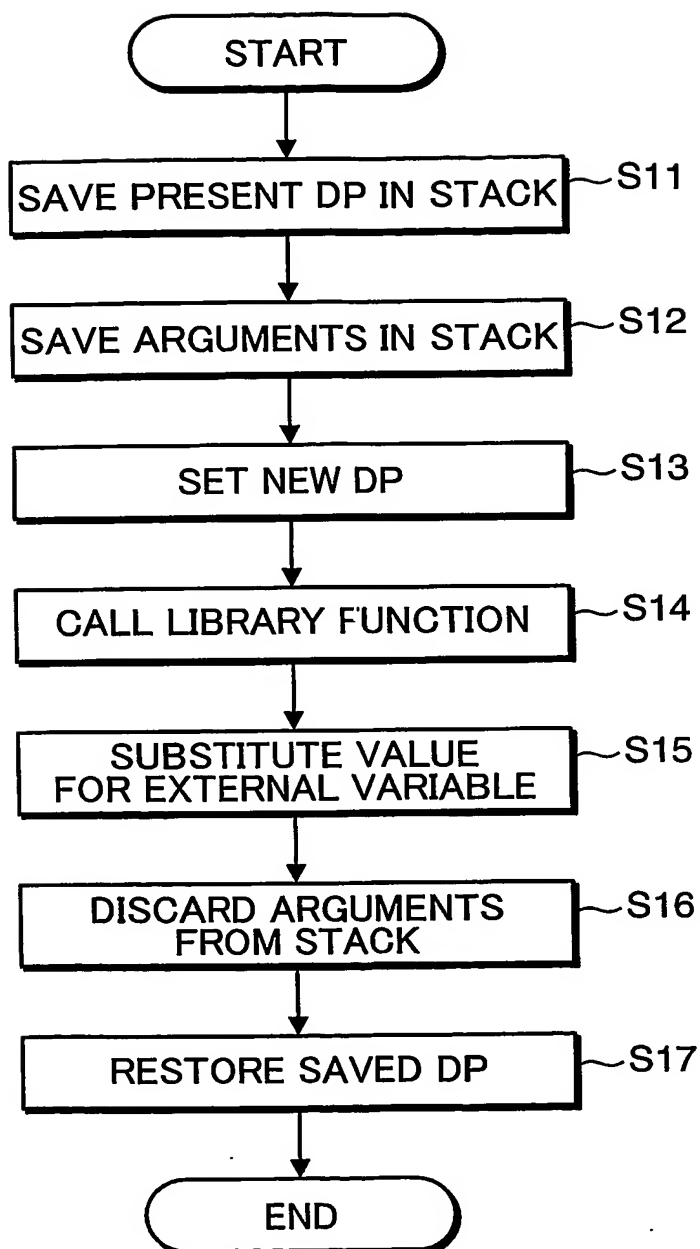 START
SAVE PRESENT DP IN STACK
S11
SAVE ARGUMENTS IN STACK
S12
SET NEW DP
S13
CALL LIBRARY FUNCTION
S14
SUBSTITUTE VALUE
FOR EXTERNAL VARIABLE
S15
DISCARD ARGUMENTS
FROM STACK
S16
RESTORE SAVED DP
S17
END